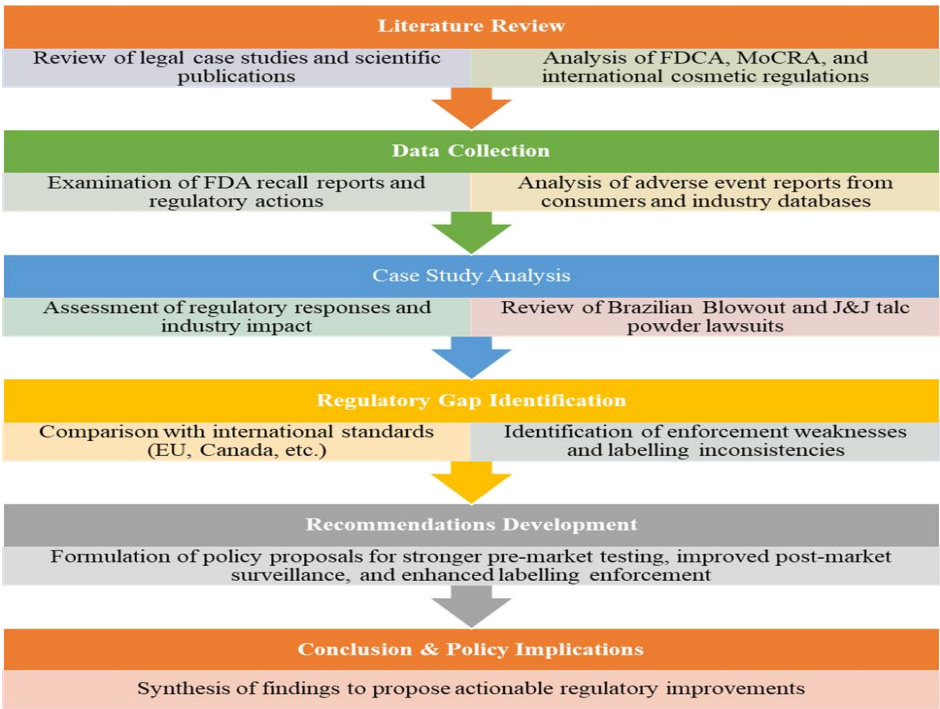 Literature Review
Review of legal case studies and scientific
publications
Analysis of FDCA, MoCRA, and
international cosmetic regulations
Data Collection
Examination of FDA recall reports and
regulatory actions
Analysis of adverse event reports from
consumers and industry databases
Case Study Analysis
Assessment of regulatory responses and
industry impact
Review of Brazilian Blowout and J&J talc
powder lawsuits
Regulatory Gap Identification
Comparison with international standards
(EU, Canada, etc.)
Identification of enforcement weaknesses
and labelling inconsistencies
Recommendations Development
Formulation of policy proposals for stronger pre-market testing, improved post-market
surveillance, and enhanced labelling enforcement
Conclusion & Policy Implications
Synthesis of findings to propose actionable regulatory improvements